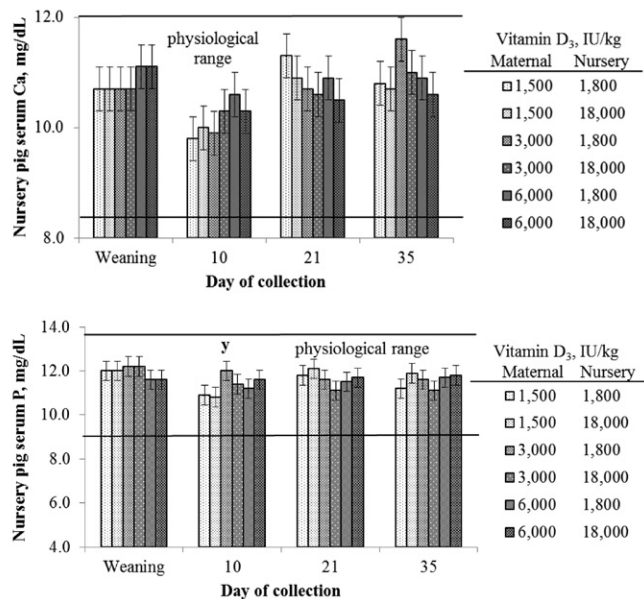 Nursery pig serum Ca, mg/dL
12.0
10.0
8.0
physiological
range
Weaning 10 21 35
Day of collection
Vitamin D3, IU/kg
Maternal Nursery
1,500 1,800
1,500 18,000
3,000 1,800
3,000 18,000
6,000 1,800
6,000 18,000
Nursery pig serum P, mg/dL
14.0
12.0
10.0
8.0
6.0
4.0
y
physiological range
Weaning 10 21 35
Day of collection
Vitamin D3, IU/kg
Maternal Nursery
1,500 1,800
1,500 18,000
3,000 1,800
3,000 18,000
6,000 1,800
6,000 18,000